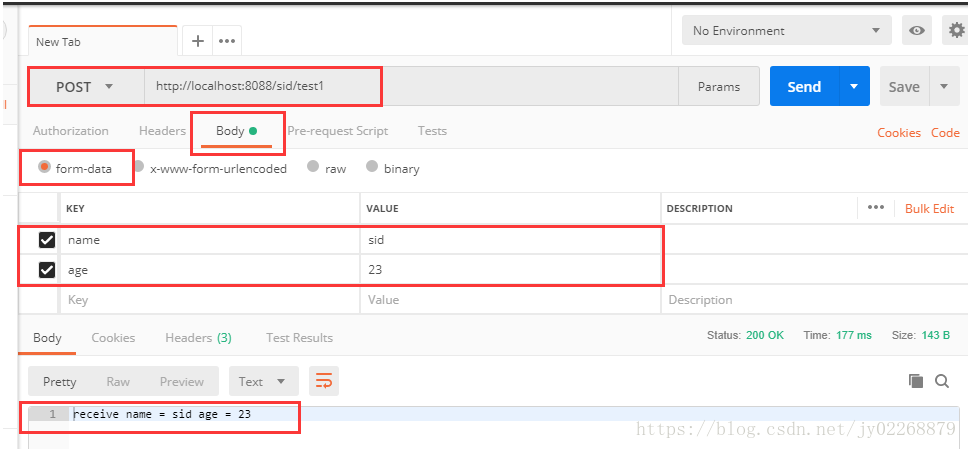 New Tab
No Environment
POST http://localhost:8088/sid/test1 Params Send Save
Authorization Headers Body Pre-request Script Tests Cookies Code
form-data x-www-form-urlencoded raw binary
KEY VALUE DESCRIPTION Bulk Edit
name sid
age 23
Key Value Description
Body Cookies Headers (3) Test Results Status: 200 OK Time: 177 ms Size: 143 B
Pretty Raw Preview Text
1 receive name = sid age = 23
https://blog.csdn.net/jy02268879